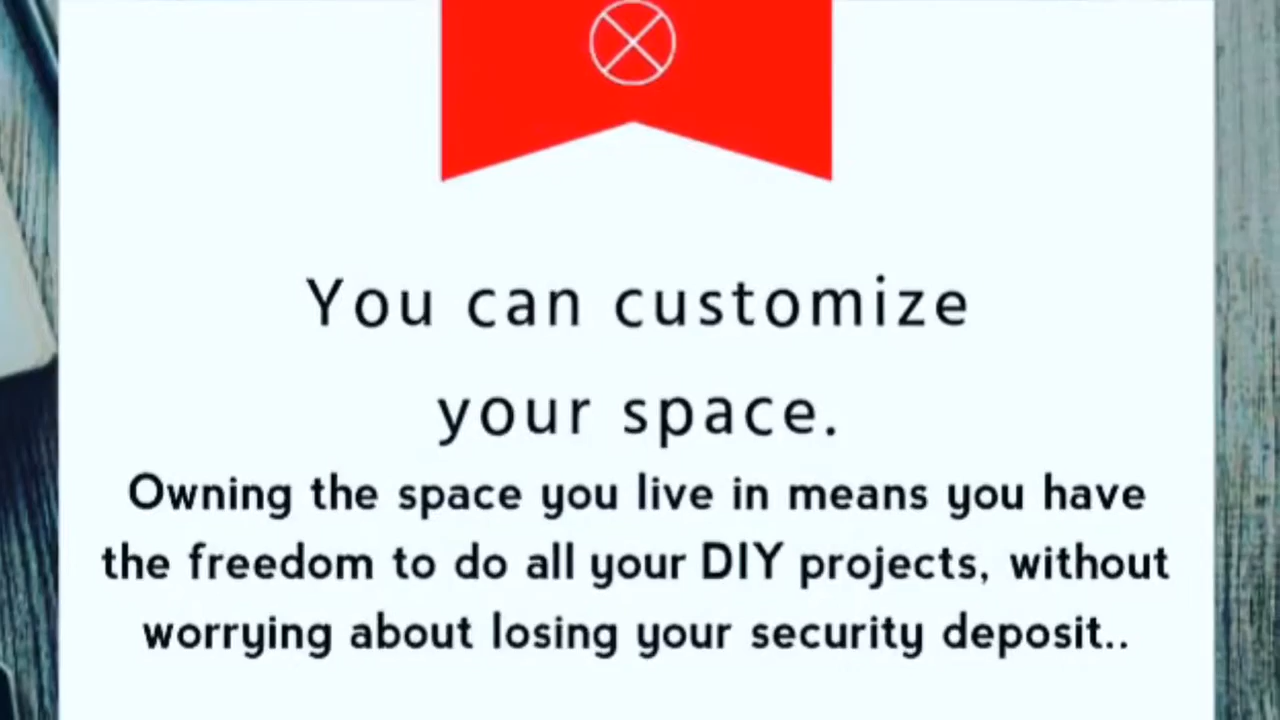 You can customize
your space.
Owning the space you live in means you have
the freedom to do all your DIY projects, without
worrying about losing your security deposit..